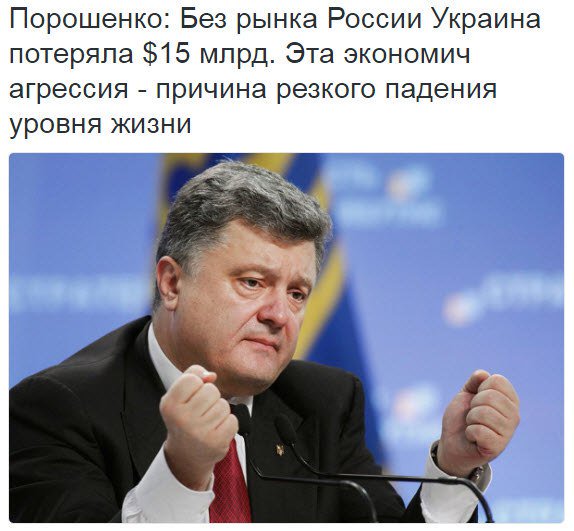 Порошенко: Без рынка России Украина
потеряла $15 млрд. Эта экономич
агрессия - причина резкого падения
уровня жизни